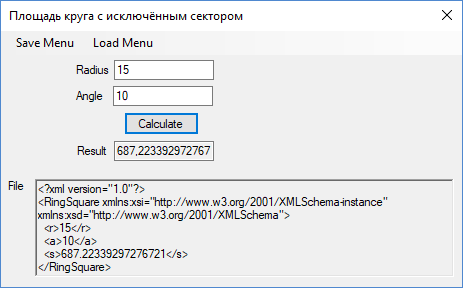 Площадь круга с исключённым сектором
Save Menu Load Menu
Radius 15
Angle 10
Calculate
Result 687,223392972767
File
<?xml version="1.0"?>
<RingSquare xmlns:xsi="http://www.w3.org/2001/XMLSchema-instance"
xmlns:xsd="http://www.w3.org/2001/XMLSchema">
<r>15</r>
<a>10</a>
<s>687.22339297276721</s>
</RingSquare>